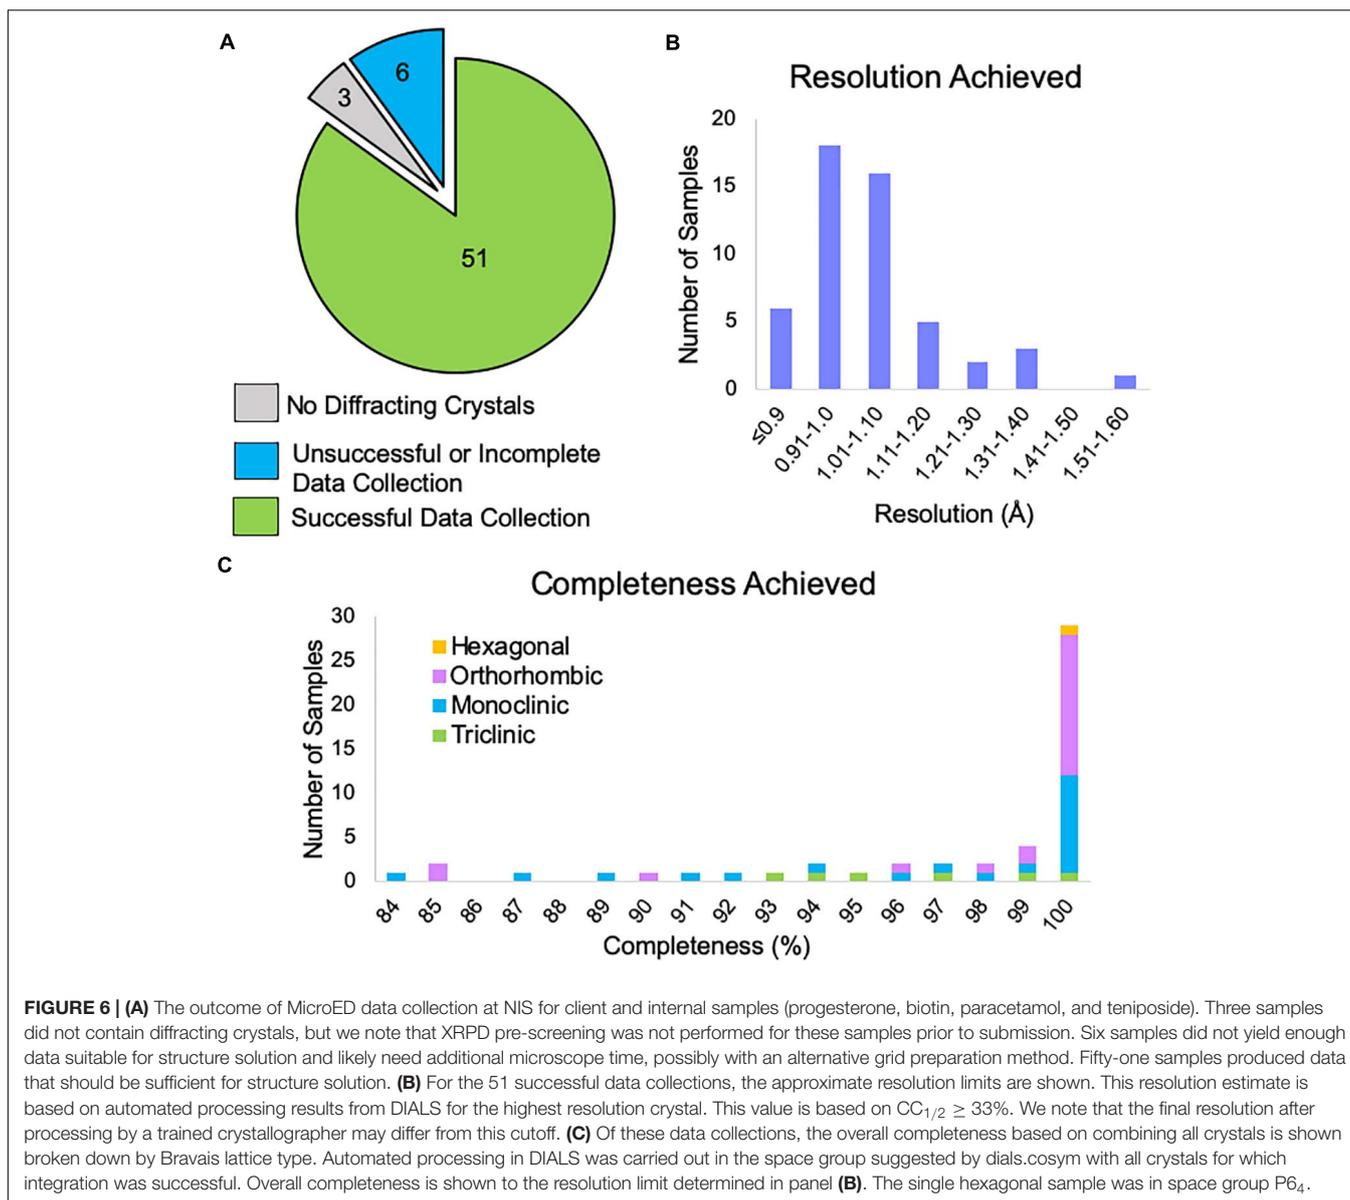 A
6
3
51
No Diffracting Crystals
Unsuccessful or Incomplete
Data Collection
Successful Data Collection
B
Resolution Achieved
Number of Samples
20
15
10
5
0
≤0.9
0.91-1.0
1.01-1.10
1.11-1.20
1.21-1.30
1.31-1.40
1.41-1.50
1.51-1.60
Resolution (Å)
C
Completeness Achieved
Number of Samples
30
25
20
15
10
5
0
Hexagonal
Orthorhombic
Monoclinic
Triclinic
84
85
86
87
88
89
90
91
92
93
94
95
96
97
98
99
100
Completeness (%)
FIGURE 6 | (A) The outcome of MicroED data collection at NIS for client and internal samples (progesterone, biotin, paracetamol, and teniposide). Three samples
did not contain diffracting crystals, but we note that XRPD pre-screening was not performed for these samples prior to submission. Six samples did not yield enough
data suitable for structure solution and likely need additional microscope time, possibly with an alternative grid preparation method. Fifty-one samples produced data
that should be sufficient for structure solution. (B) For the 51 successful data collections, the approximate resolution limits are shown. This resolution estimate is
based on automated processing results from DIALS for the highest resolution crystal. This value is based on CC1/2 ≥ 33%. We note that the final resolution after
processing by a trained crystallographer may differ from this cutoff. (C) Of these data collections, the overall completeness based on combining all crystals is shown
broken down by Bravais lattice type. Automated processing in DIALS was carried out in the space group suggested by dials.cosym with all crystals for which
integration was successful. Overall completeness is shown to the resolution limit determined in panel (B). The single hexagonal sample was in space group P64.